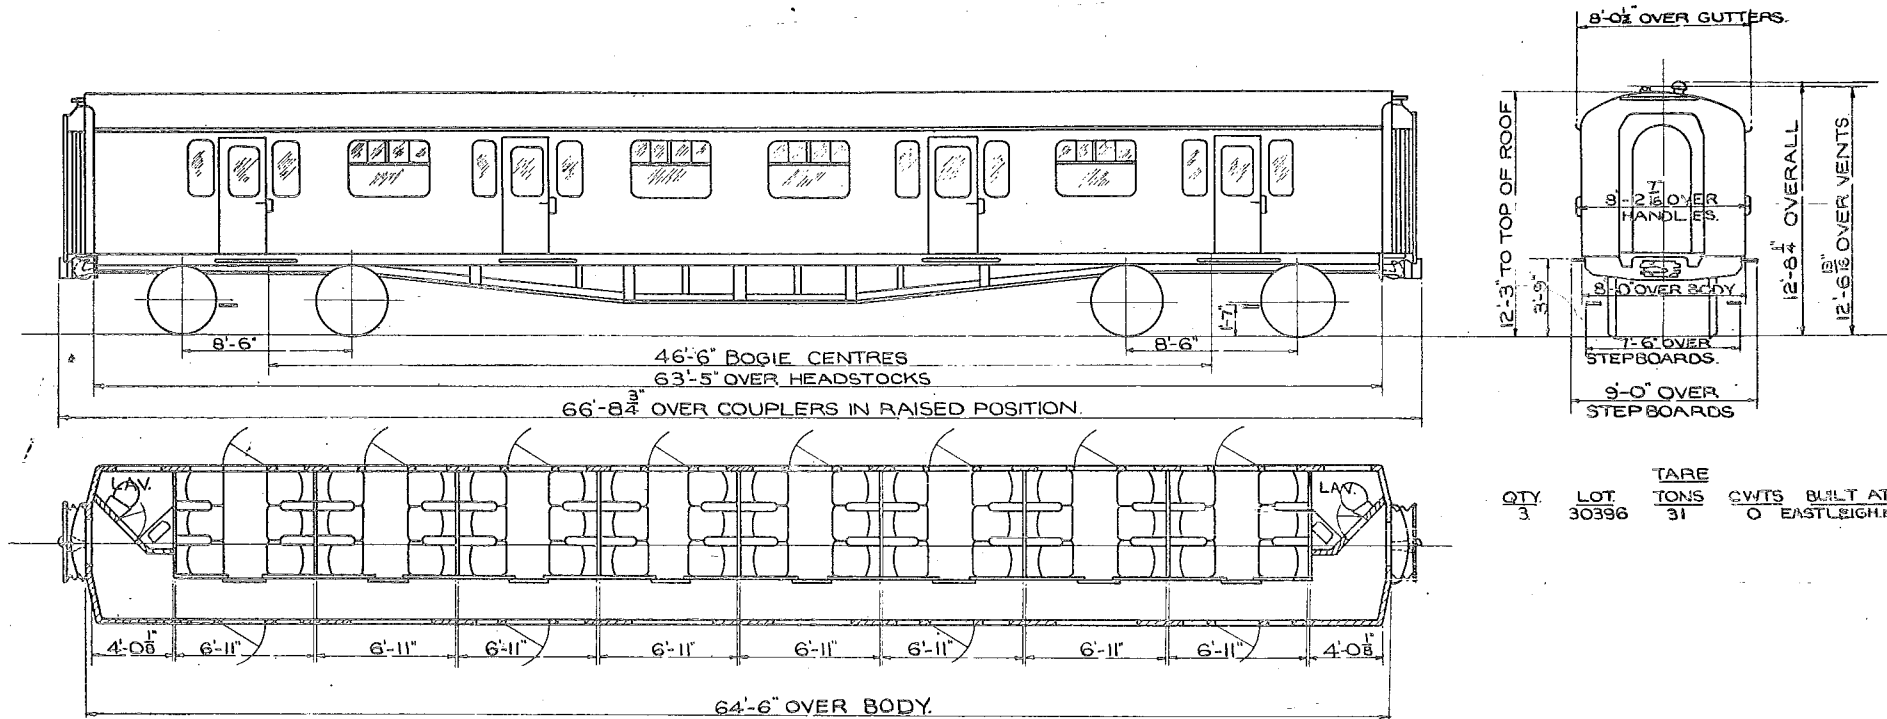 8'-0½" OVER GUTTERS.
12'-3" TO TOP OF ROOF
8'-2 7/16" OVER
HANDLES.
12'-8¼" OVERALL
12'-6 13/16" OVER VENTS
3'-9"
8'-0" OVER BODY
7'-6" OVER
STEPBOARDS.
9'-0" OVER
STEPBOARDS
1'-7"
8'-6"
8'-6"
46'-6" BOGIE CENTRES
63'-5" OVER HEADSTOCKS
66'-8¾" OVER COUPLERS IN RAISED POSITION.
LAV.
LAV.
4'-0⅛"
6'-11"
6'-11"
6'-11"
6'-11"
6'-11"
6'-11"
6'-11"
6'-11"
4'-0⅛"
64'-6" OVER BODY.
TARE
QTY. LOT. TONS CWTS BUILT AT
3 30396 31 0 EASTLEIGH.